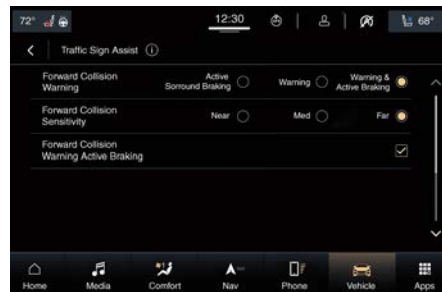 72° 12:30 68°
Traffic Sign Assist
Forward Collision
Warning
Active
Sorround Braking
Warning
Warning &
Active Braking
Forward Collision
Sensitivity
Near Med Far
Forward Collision
Warning Active Braking
Home Media Comfort Nav Phone Vehicle Apps